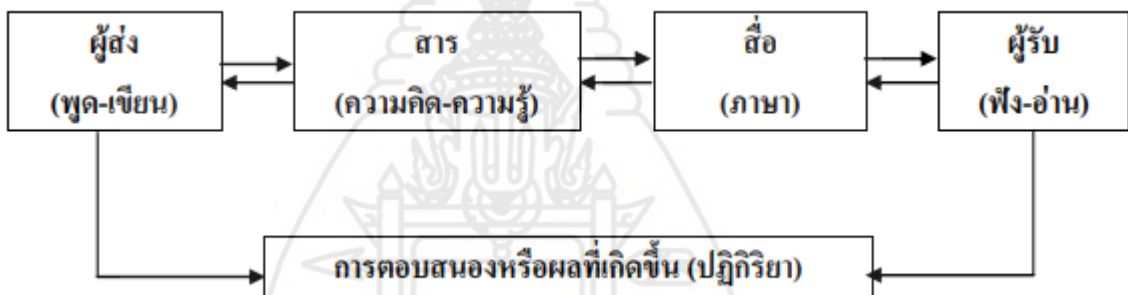 ผู้ส่ง
(พูด-เขียน)
สาร
(ความคิด-ความรู้)
สื่อ
(ภาษา)
ผู้รับ
(ฟัง-อ่าน)
การตอบสนองหรือผลที่เกิดขึ้น (ปฏิกิริยา)